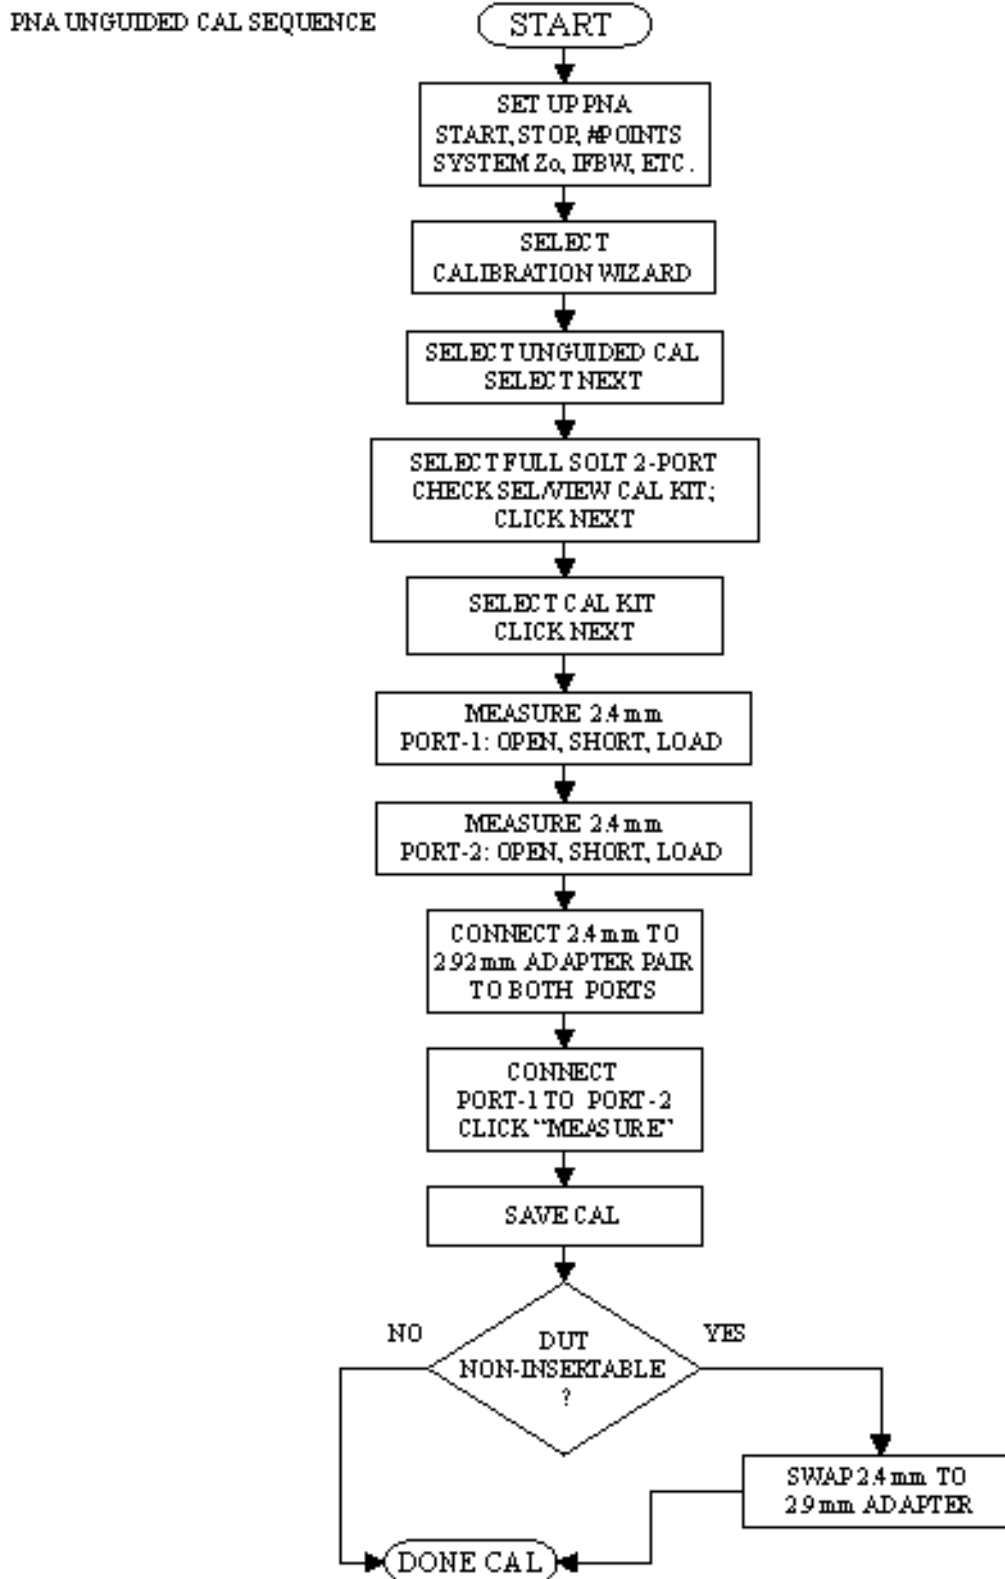 PNA UNGUIDED CAL SEQUENCE
START
SET UP PNA
START, STOP, #POINTS
SYSTEM Zo, IFBW, ETC.
SELECT
CALIBRATION WIZARD
SELECT UNGUIDED CAL
SELECT NEXT
SELECT FULL SOLT 2-PORT
CHECK SEL/VIEW CAL KIT;
CLICK NEXT
SELECT CAL KIT
CLICK NEXT
MEASURE 2.4 mm
PORT-1: OPEN, SHORT, LOAD
MEASURE 2.4 mm
PORT-2: OPEN, SHORT, LOAD
CONNECT 2.4 mm TO
2.92 mm ADAPTER PAIR
TO BOTH PORTS
CONNECT
PORT-1 TO PORT-2
CLICK “MEASURE”
SAVE CAL
NO
YES
DUT
NON-INSERTABLE
?
SWAP 2.4 mm TO
2.9 mm ADAPTER
DONE CAL